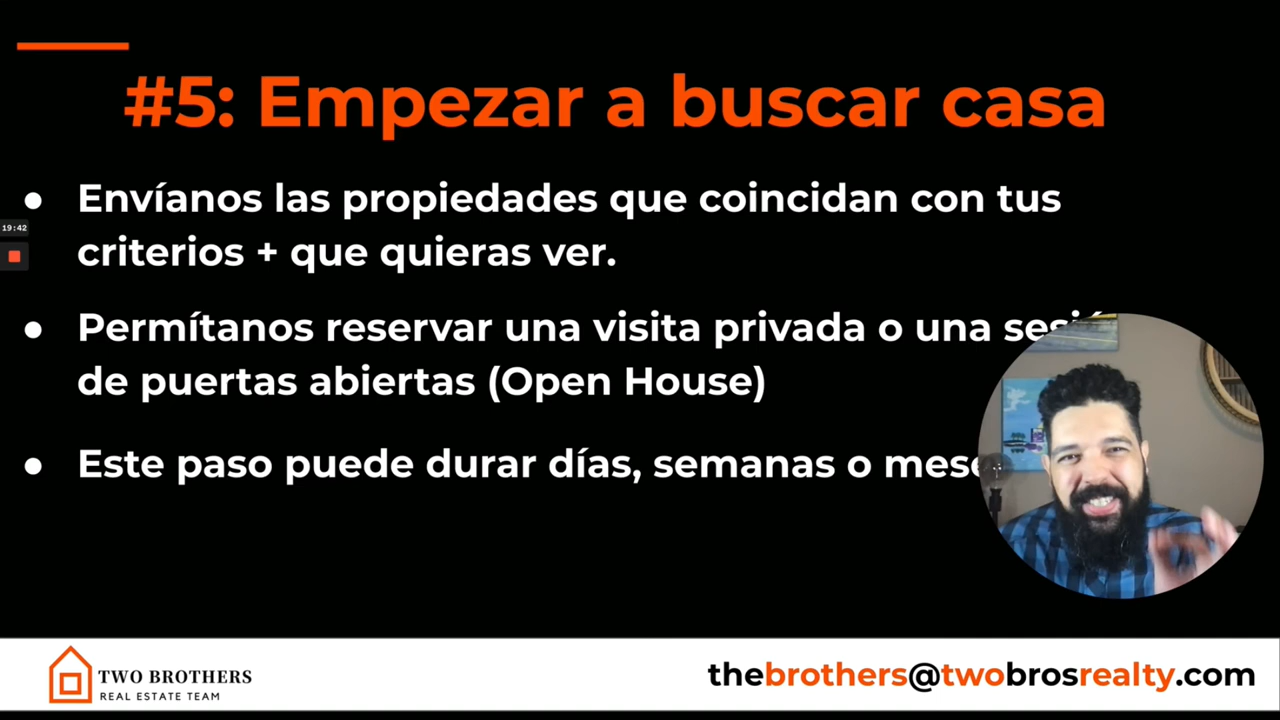 #5: Empezar a buscar casa
● Envíanos las propiedades que coincidan con tus
criterios + que quieras ver.
19:42
● Permítanos reservar una visita privada o una
de puertas abiertas (Open House)
● Este paso puede durar días, semanas o
TWO BROTHERS
REAL ESTATE TEAM
thebrothers@twobrosrealty.com